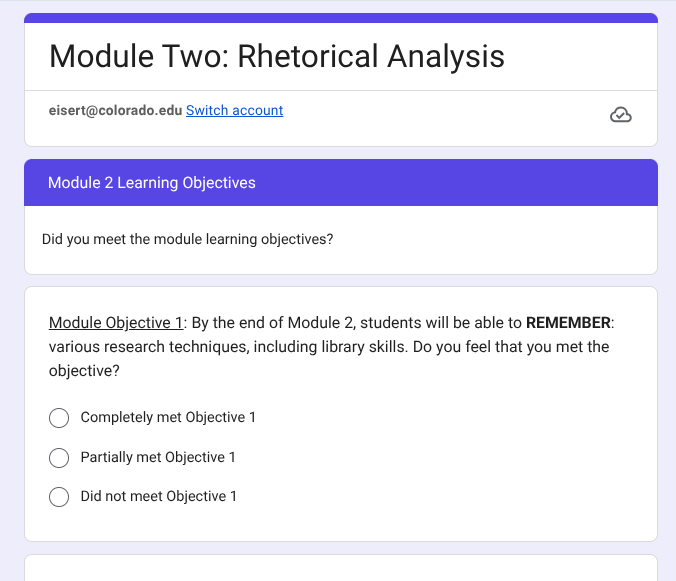 Module Two: Rhetorical Analysis
eisert@colorado.edu Switch account
Module 2 Learning Objectives
Did you meet the module learning objectives?
Module Objective 1: By the end of Module 2, students will be able to REMEMBER:
various research techniques, including library skills. Do you feel that you met the
objective?
Completely met Objective 1
Partially met Objective 1
Did not meet Objective 1